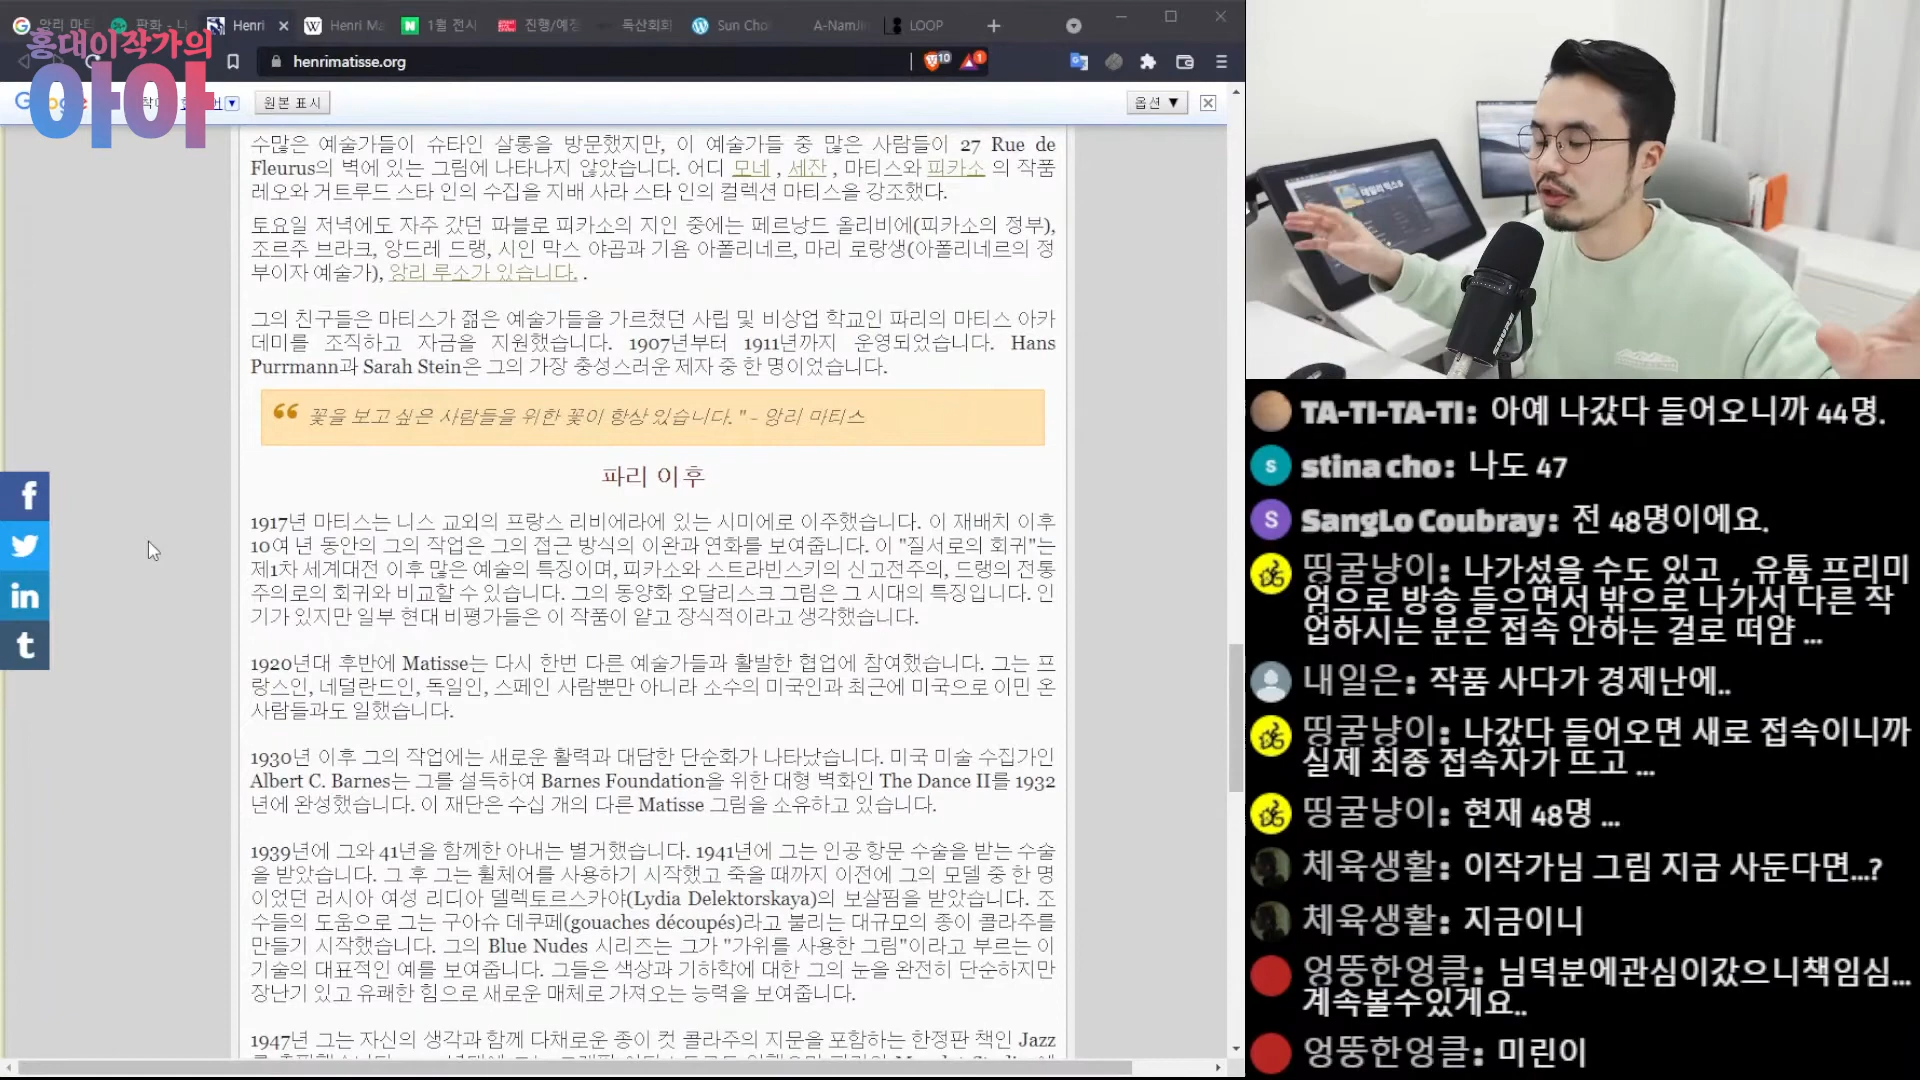 앙리 마티
판화 - 니
Henri
Henri Ma
1월 전시
진행/예정
독산회화
Sun Cho
A-NamJin
LOOP
홍대이작가의
아아
henrimatisse.org
10
1
원본 표시
옵션 ▼
수많은 예술가들이 슈타인 살롱을 방문했지만, 이 예술가들 중 많은 사람들이 27 Rue de
Fleurus의 벽에 있는 그림에 나타나지 않았습니다. 어디 모네 , 세잔 , 마티스와 피카소 의 작품
레오와 거트루드 스타 인의 수집을 지배 사라 스타 인의 컬렉션 마티스을 강조했다.
토요일 저녁에도 자주 갔던 파블로 피카소의 지인 중에는 페르낭드 올리비에(피카소의 정부),
조르주 브라크, 앙드레 드랭, 시인 막스 야곱과 기욤 아폴리네르, 마리 로랑생(아폴리네르의 정
부이자 예술가), 앙리 루소가 있습니다. .
그의 친구들은 마티스가 젊은 예술가들을 가르쳤던 사립 및 비상업 학교인 파리의 마티스 아카
데미를 조직하고 자금을 지원했습니다. 1907년부터 1911년까지 운영되었습니다. Hans
Purrmann과 Sarah Stein은 그의 가장 충성스러운 제자 중 한 명이었습니다.
“ 꽃을 보고 싶은 사람들을 위한 꽃이 항상 있습니다. " - 앙리 마티스
파리 이후
1917년 마티스는 니스 교외의 프랑스 리비에라에 있는 시미에로 이주했습니다. 이 재배치 이후
10여 년 동안의 그의 작업은 그의 접근 방식의 이완과 연화를 보여줍니다. 이 "질서로의 회귀"는
제1차 세계대전 이후 많은 예술의 특징이며, 피카소와 스트라빈스키의 신고전주의, 드랭의 전통
주의로의 회귀와 비교할 수 있습니다. 그의 동양화 오달리스크 그림은 그 시대의 특징입니다. 인
기가 있지만 일부 현대 비평가들은 이 작품이 얕고 장식적이라고 생각했습니다.
1920년대 후반에 Matisse는 다시 한번 다른 예술가들과 활발한 협업에 참여했습니다. 그는 프
랑스인, 네덜란드인, 독일인, 스페인 사람뿐만 아니라 소수의 미국인과 최근에 미국으로 이민 온
사람들과도 일했습니다.
1930년 이후 그의 작업에는 새로운 활력과 대담한 단순화가 나타났습니다. 미국 미술 수집가인
Albert C. Barnes는 그를 설득하여 Barnes Foundation을 위한 대형 벽화인 The Dance II를 1932
년에 완성했습니다. 이 재단은 수십 개의 다른 Matisse 그림을 소유하고 있습니다.
1939년에 그와 41년을 함께한 아내는 별거했습니다. 1941년에 그는 인공 항문 수술을 받는 수술
을 받았습니다. 그 후 그는 휠체어를 사용하기 시작했고 죽을 때까지 이전에 그의 모델 중 한 명
이었던 러시아 여성 리디아 델렉토르스카야(Lydia Delektorskaya)의 보살핌을 받았습니다. 조
수들의 도움으로 그는 구아슈 데쿠페(gouaches découpés)라고 불리는 대규모의 종이 콜라주를
만들기 시작했습니다. 그의 Blue Nudes 시리즈는 그가 "가위를 사용한 그림"이라고 부르는 이
기술의 대표적인 예를 보여줍니다. 그들은 색상과 기하학에 대한 그의 눈을 완전히 단순하지만
장난기 있고 유쾌한 힘으로 새로운 매체로 가져오는 능력을 보여줍니다.
1947년 그는 자신의 생각과 함께 다채로운 종이 컷 콜라주의 지문을 포함하는 한정판 책인 Jazz
TA-TI-TA-TI: 아예 나갔다 들어오니까 44명.
stina cho: 나도 47
SangLo Coubray: 전 48명이에요.
띵굴냥이: 나가셨을 수도 있고 , 유튭 프리미
엄으로 방송 들으면서 밖으로 나가서 다른 작
업하시는 분은 접속 안하는 걸로 떠얌 ...
내일은: 작품 사다가 경제난에..
띵굴냥이: 나갔다 들어오면 새로 접속이니까
실제 최종 접속자가 뜨고 ...
띵굴냥이: 현재 48명 ...
체육생활: 이작가님 그림 지금 사둔다면...?
체육생활: 지금이니
엉뚱한엉클: 님덕분에관심이갔으니책임심...
계속볼수있게요..
엉뚱한엉클: 미린이